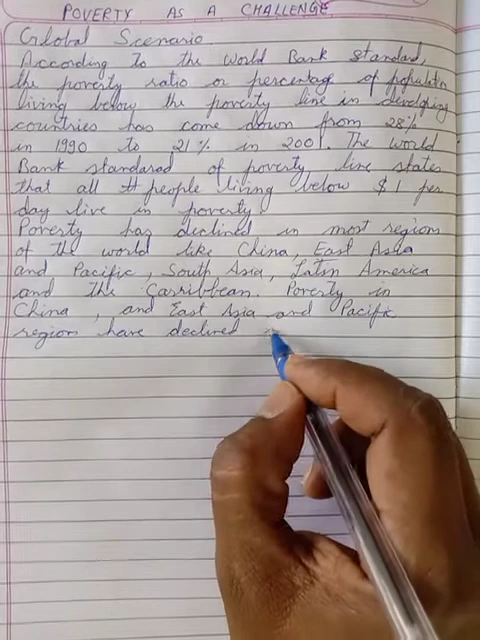 POVERTY AS A CHALLENGE
Global Scenario
According to the World Bank standard,
the poverty ratio or percentage of population
living below the poverty line in developing
countries has come down from 28%
in 1990 to 21% in 2001. The world
Bank standarad of poverty line states
that all people living below $1 per
day live in poverty.
Poverty has declined in most regions
of the world like China, East Asia
and Pacific, South Asia, Latin America
and the Carribbean. Poverty in
China, and East Asia and Pacific
region have declined